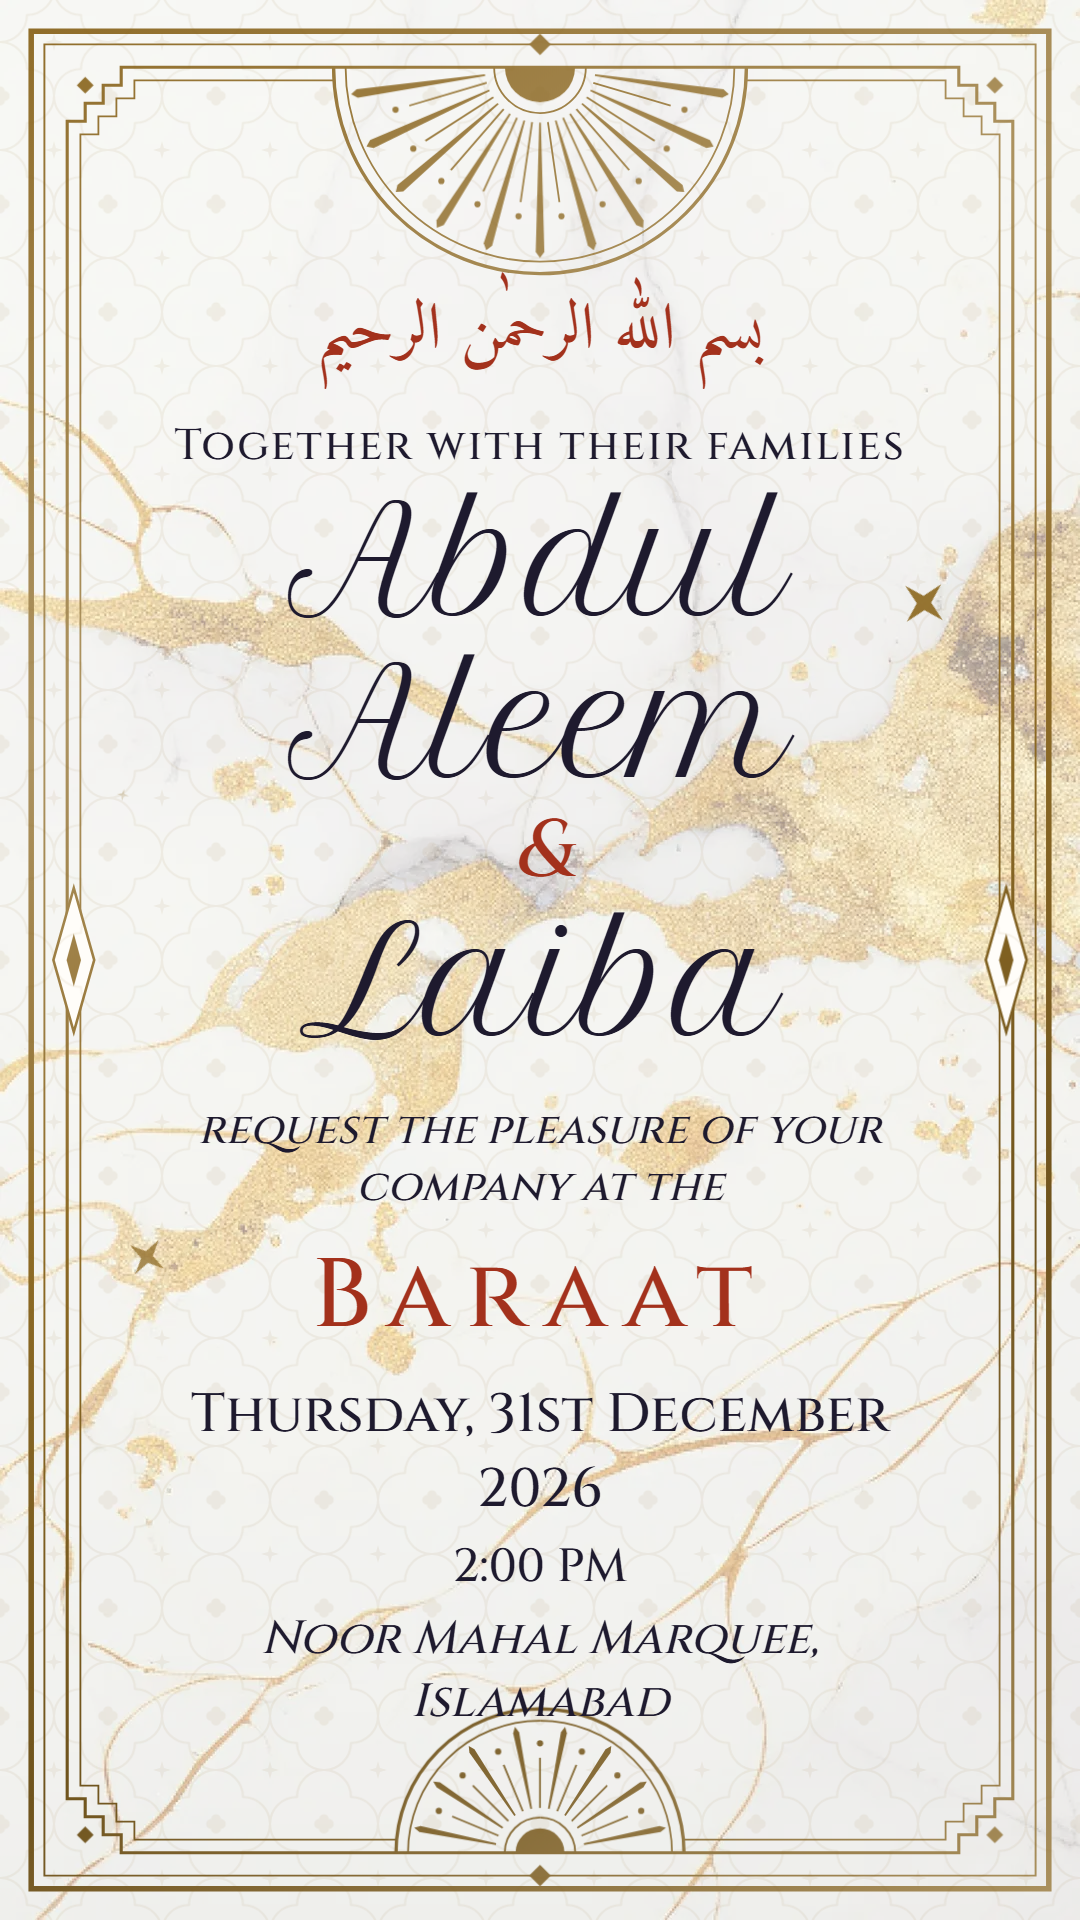 بسم الله الرحمٰن الرحيم
Together with their families
Abdul
Aleem
&
Laiba
request the pleasure of your
company at the
Baraat
Thursday, 31st December
2026
2:00 PM
Noor Mahal Marquee,
Islamabad